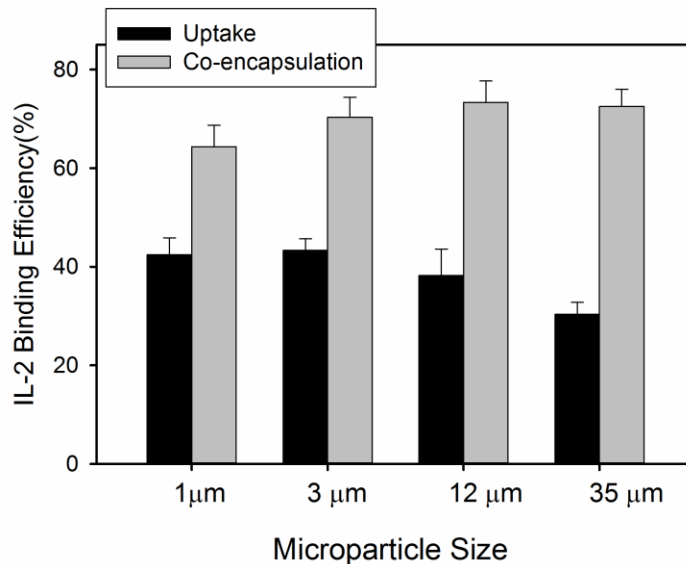 Uptake
Co-encapsulation
IL-2 Binding Efficiency(%)
80
60
40
20
0
1μm 3 μm 12 μm 35 μm
Microparticle Size